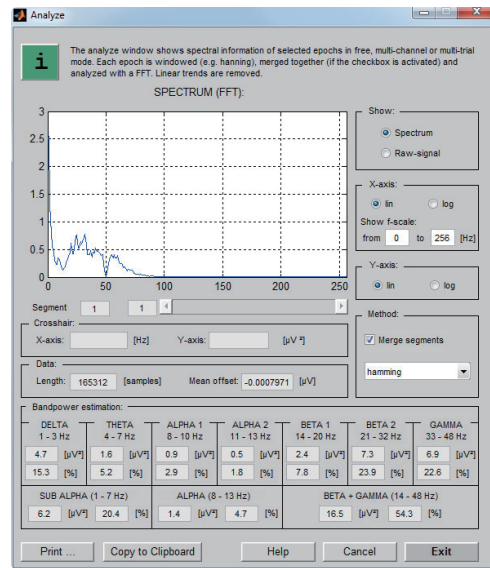 Analyze
i
The analyze window shows spectral information of selected epochs in free, multi-channel or multi-trial
mode. Each epoch is windowed (e.g. hanning), merged together (if the checkbox is activated) and
analyzed with a FFT. Linear trends are removed.
SPECTRUM (FFT):
3
2.5
2
1.5
1
0.5
0
0 50 100 150 200 250
Segment 1 1
Crosshair:
X-axis: [Hz] Y-axis: [µV ²]
Data:
Length: 165312 [samples] Mean offset: -0.0007971 [µV]
Show:
Spectrum
Raw-signal
X-axis:
lin log
Show f-scale:
from 0 to 256 [Hz]
Y-axis:
lin log
Method:
Merge segments
hamming
Bandpower estimation:
DELTA THETA ALPHA 1 ALPHA 2 BETA 1 BETA 2 GAMMA
1 - 3 Hz 4 - 7 Hz 8 - 10 Hz 11 - 13 Hz 14 - 20 Hz 21 - 32 Hz 33 - 48 Hz
4.7 [µV²] 1.6 [µV²] 0.9 [µV²] 0.5 [µV²] 2.4 [µV²] 7.3 [µV²] 6.9 [µV²]
15.3 [%] 5.2 [%] 2.9 [%] 1.8 [%] 7.8 [%] 23.9 [%] 22.6 [%]
SUB ALPHA (1 - 7 Hz) ALPHA (8 - 13 Hz) BETA + GAMMA (14 - 48 Hz)
6.2 [µV²] 20.4 [%] 1.4 [µV²] 4.7 [%] 16.5 [µV²] 54.3 [%]
Print ... Copy to Clipboard Help Cancel Exit